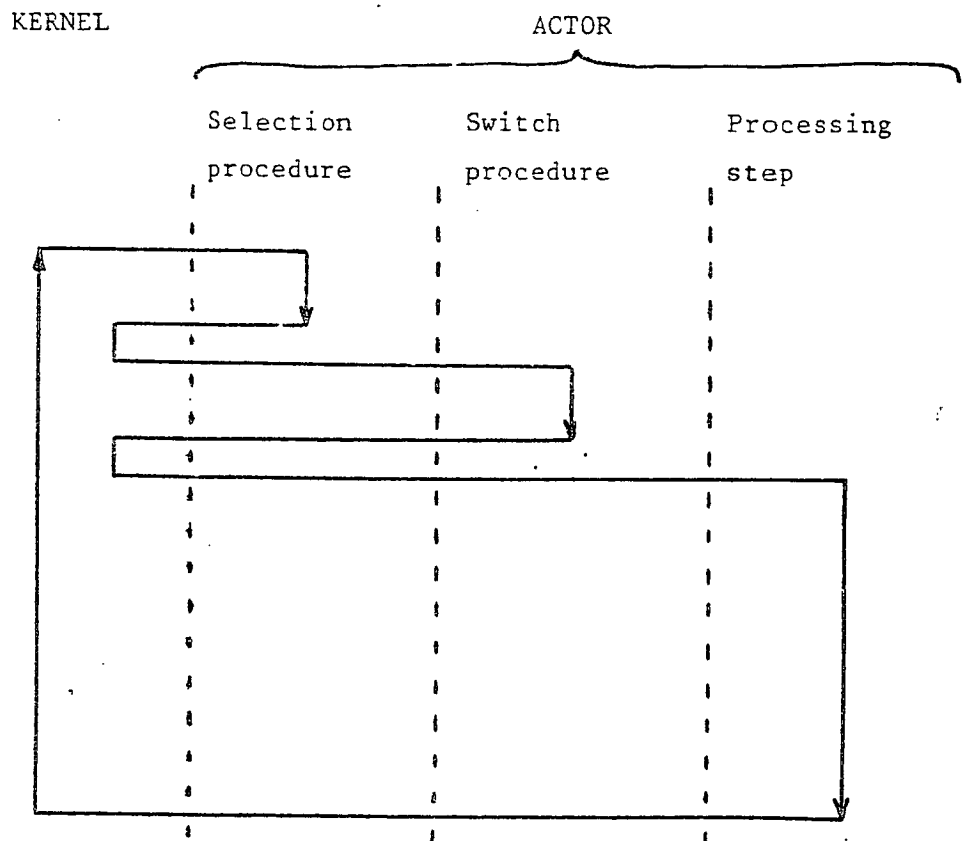 KERNEL
ACTOR
Selection procedure
Switch procedure
Processing step